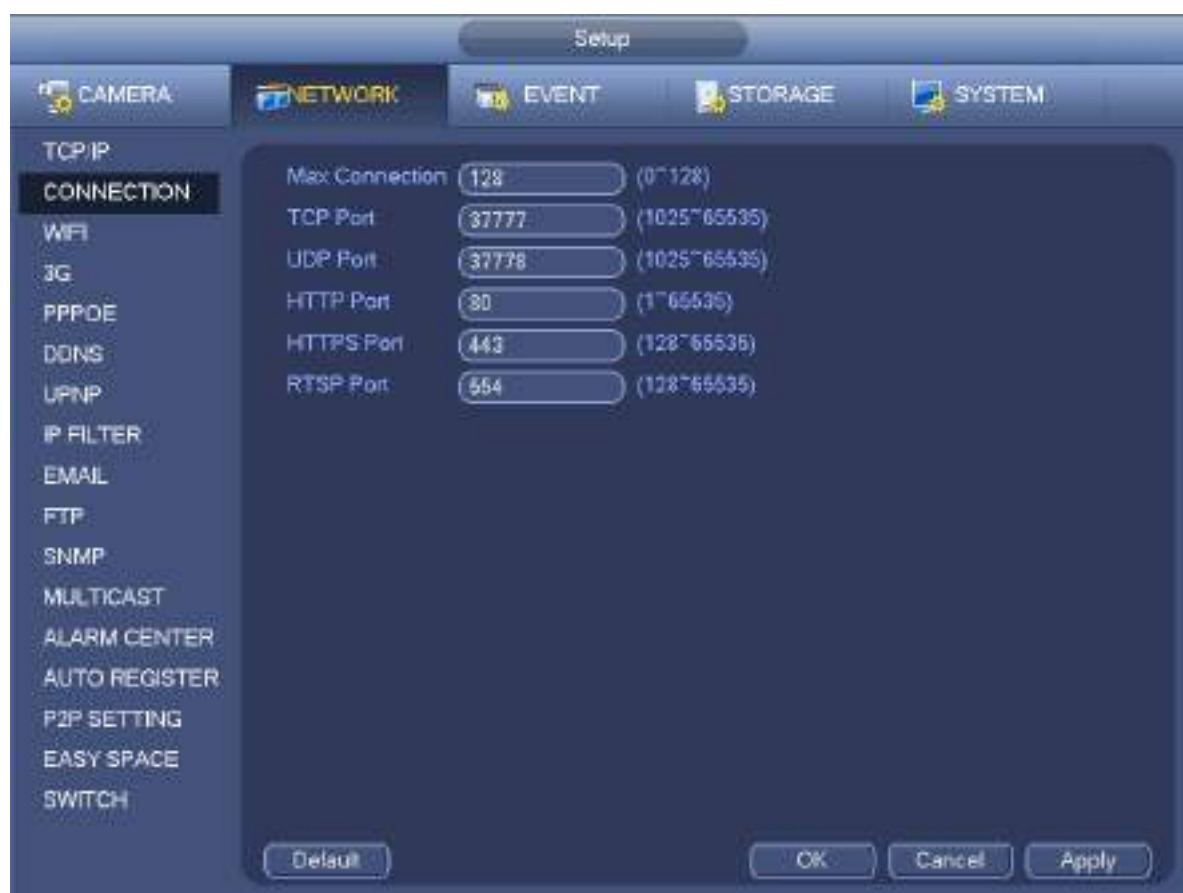 Setup
CAMERA NETWORK EVENT STORAGE SYSTEM
TCP/IP
CONNECTION
WIFI
3G
PPPOE
DDNS
UPNP
IP FILTER
EMAIL
FTP
SNMP
MULTICAST
ALARM CENTER
AUTO REGISTER
P2P SETTING
EASY SPACE
SWITCH
Max Connection 128 (0~128)
TCP Port 37777 (1025~65535)
UDP Port 37778 (1025~65535)
HTTP Port 80 (1~65535)
HTTPS Port 443 (128~65535)
RTSP Port 554 (128~65535)
Default OK Cancel Apply